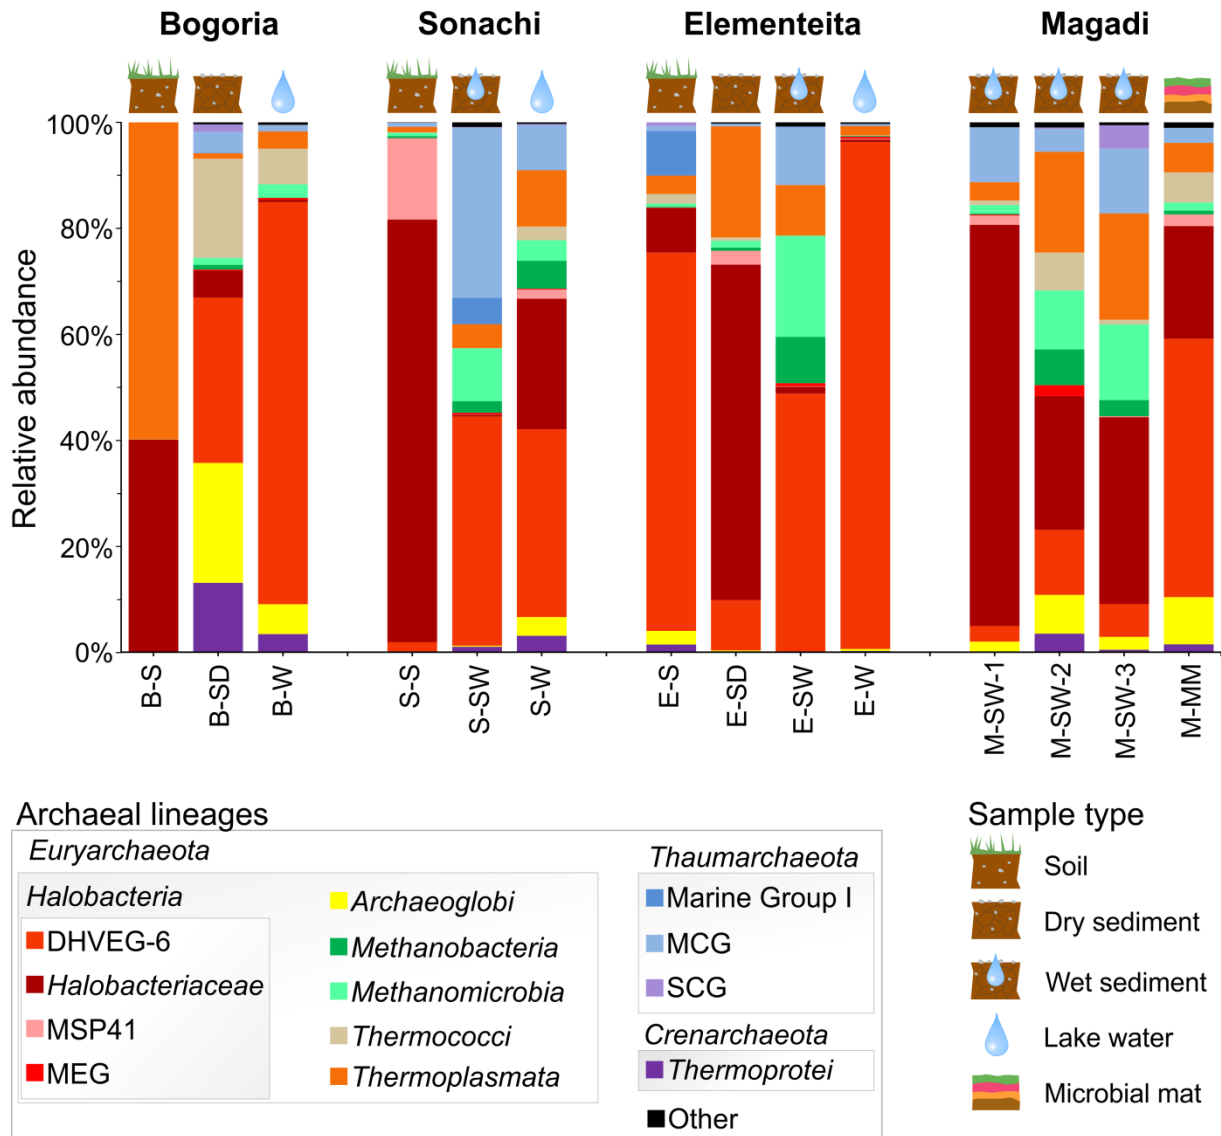 Bogoria Sonachi Elementeita Magadi
Relative abundance
100%
80%
60%
40%
20%
0%
B-S B-SD B-W S-S S-SW S-W E-S E-SD E-SW E-W M-SW-1 M-SW-2 M-SW-3 M-MM
Archaeal lineages
Euryarchaeota
Halobacteria
DHVEG-6
Halobacteriaceae
MSP41
MEG
Archaeoglobi
Methanobacteria
Methanomicrobia
Thermococci
Thermoplasmata
Thaumarchaeota
Marine Group I
MCG
SCG
Crenarchaeota
Thermoprotei
Other
Sample type
Soil
Dry sediment
Wet sediment
Lake water
Microbial mat